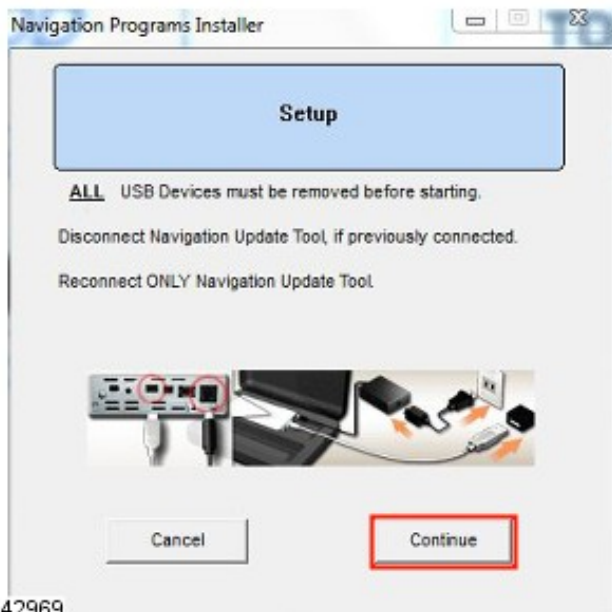 Navigation Programs Installer
Setup
ALL USB Devices must be removed before starting.
Disconnect Navigation Update Tool, if previously connected.
Reconnect ONLY Navigation Update Tool.
Cancel
Continue
42969